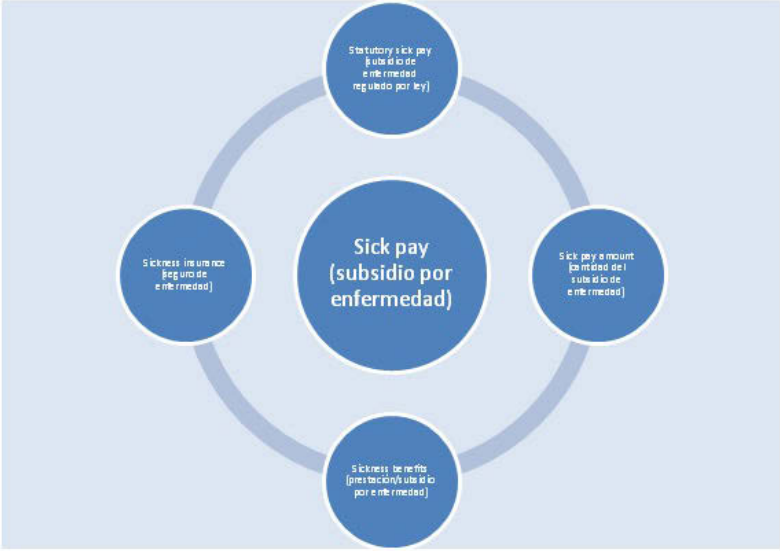 Statutory sick pay
(subsidio de
enfermedad
regulado por ley)
Sickness insurance
(seguro de
enfermedad)
Sick pay
(subsidio por
enfermedad)
Sick pay amount
(cantidad del
subsidio de
enfermedad)
Sickness benefits
(prestación/subsidio
por enfermedad)